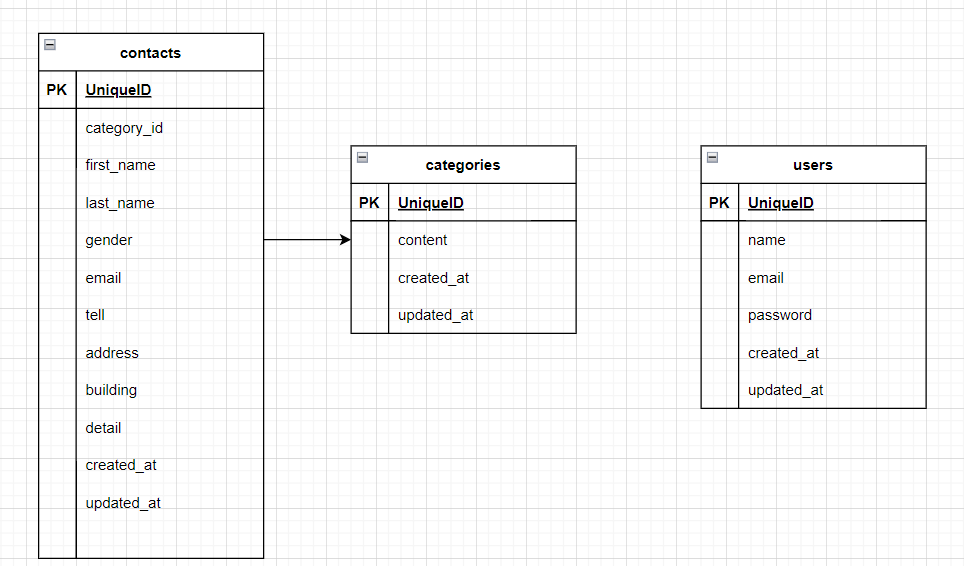 contacts
PK UniqueID
category_id
first_name
last_name
gender
email
tell
address
building
detail
created_at
updated_at
categories
PK UniqueID
content
created_at
updated_at
users
PK UniqueID
name
email
password
created_at
updated_at